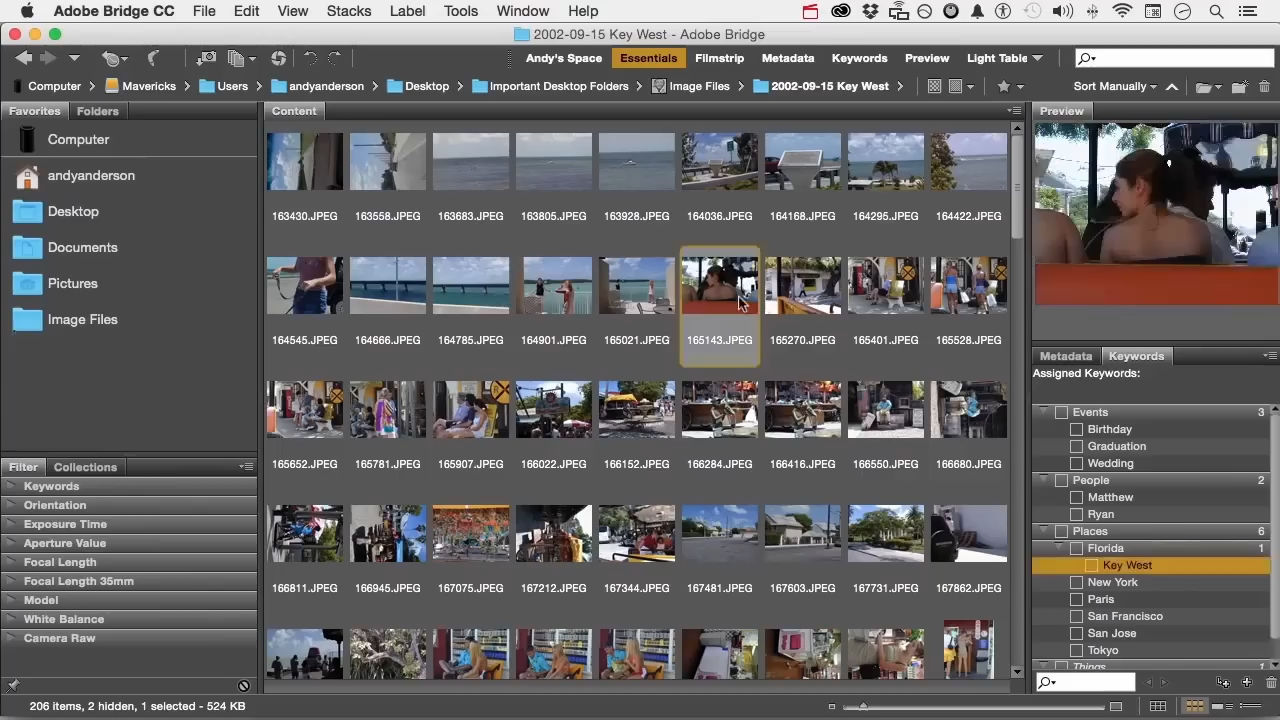 Adobe Bridge CC File Edit View Stacks Label Tools Window Help
2002-09-15 Key West - Adobe Bridge
Andy's Space Essentials Filmstrip Metadata Keywords Preview Light Table
Computer Mavericks Users andyanderson Desktop Important Desktop Folders Image Files 2002-09-15 Key West Sort Manually
Favorites Folders
Computer
andyanderson
Desktop
Documents
Pictures
Image Files
Filter Collections
Keywords
Orientation
Exposure Time
Aperture Value
Focal Length
Focal Length 35mm
Model
White Balance
Camera Raw
Content
163430.JPEG 163558.JPEG 163683.JPEG 163805.JPEG 163928.JPEG 164036.JPEG 164168.JPEG 164295.JPEG 164422.JPEG
164545.JPEG 164666.JPEG 164785.JPEG 164901.JPEG 165021.JPEG 165143.JPEG 165270.JPEG 165401.JPEG 165528.JPEG
165652.JPEG 165781.JPEG 165907.JPEG 166022.JPEG 166152.JPEG 166284.JPEG 166416.JPEG 166550.JPEG 166680.JPEG
166811.JPEG 166945.JPEG 167075.JPEG 167212.JPEG 167344.JPEG 167481.JPEG 167603.JPEG 167731.JPEG 167862.JPEG
Preview
Metadata Keywords
Assigned Keywords:
Events 3
Birthday
Graduation
Wedding
People 2
Matthew
Ryan
Places 6
Florida 1
Key West
New York
Paris
San Francisco
San Jose
Tokyo
Things 1
206 items, 2 hidden, 1 selected - 524 KB